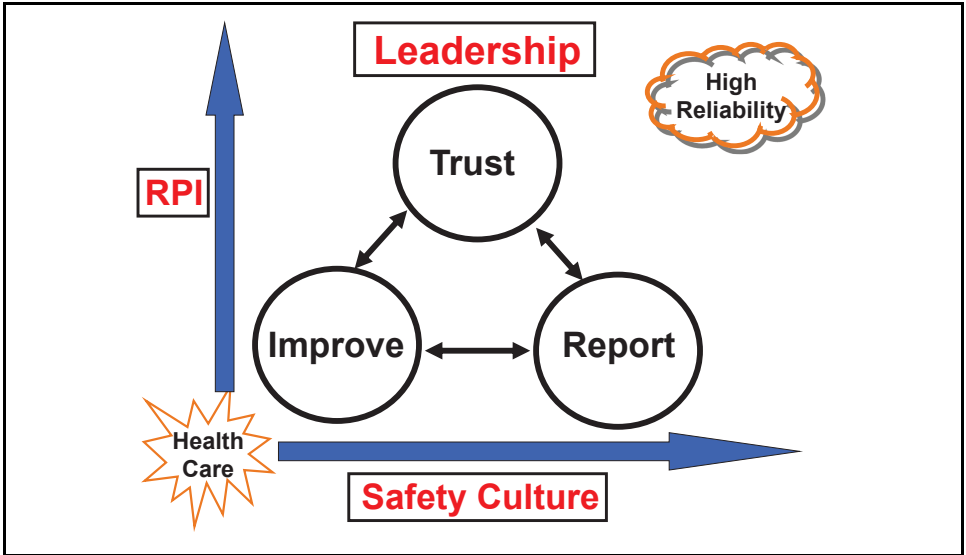 Leadership
High
Reliability
Trust
RPI
Improve
Report
Health
Care
Safety Culture